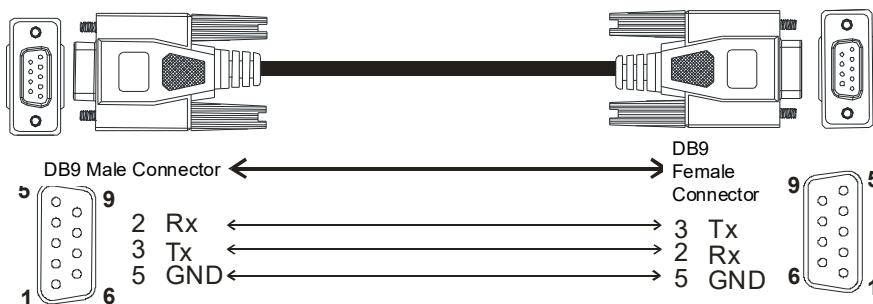 DB9 Male Connector
DB9
Female
Connector
5
9
1
6
2 Rx
3 Tx
5 GND
3 Tx
2 Rx
5 GND
9
5
6
1